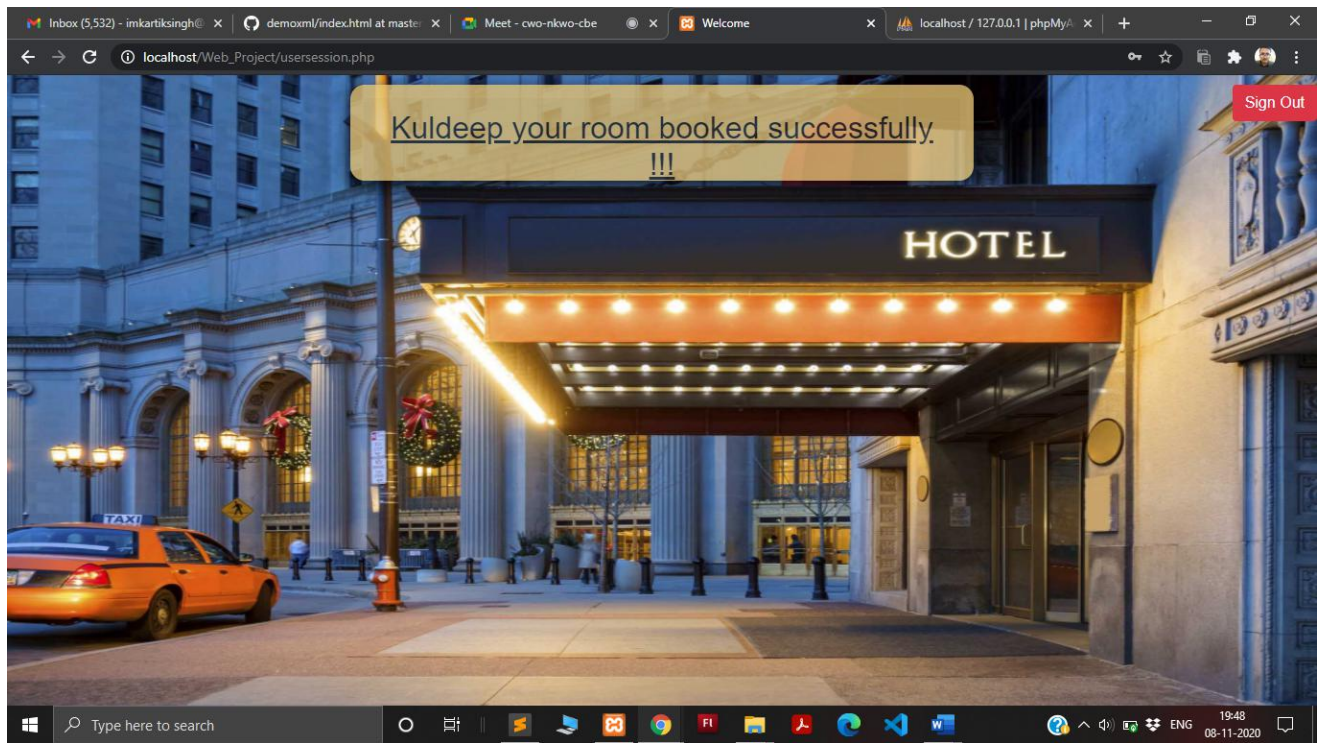 Inbox (5,532) - imkartiksingh@
demoxml/index.html at master
Meet - cwo-nkwo-cbe
Welcome
localhost / 127.0.0.1 | phpMyA
localhost/Web_Project/usersession.php
Sign Out
Kuldeep your room booked successfully
!!!
HOTEL
TAXI
Type here to search
ENG
19:48
08-11-2020